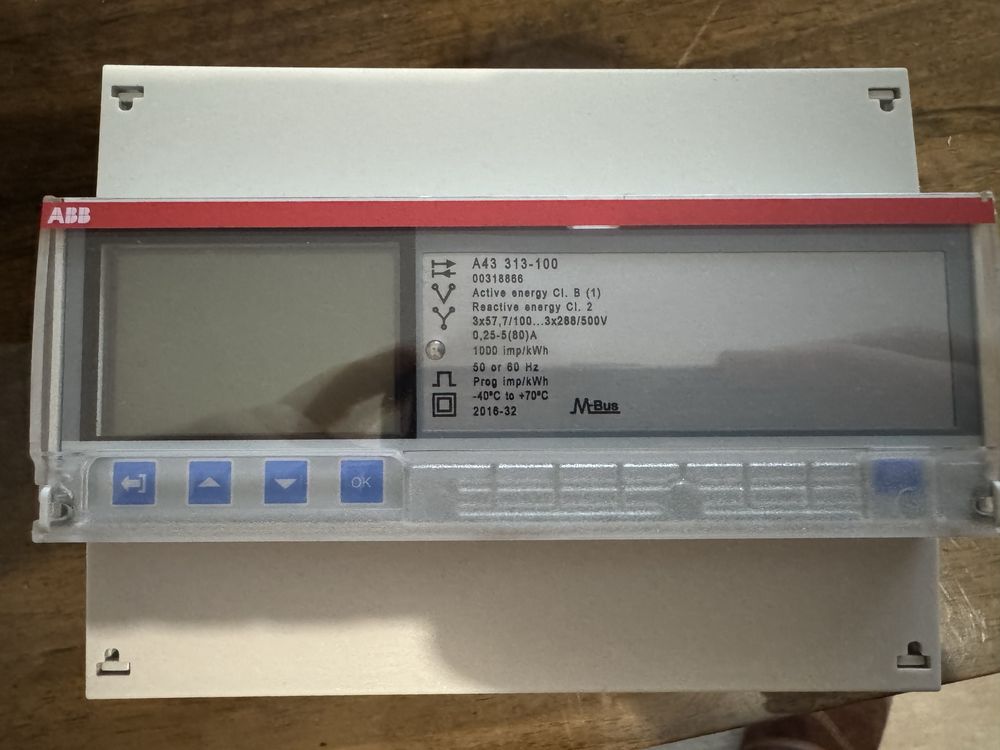 ABB
A43 313-100
00318866
Active energy Cl. B (1)
Reactive energy Cl. 2
3x57,7/100...3x288/500V
0,25-5(80)A
1000 imp/kWh
50 or 60 Hz
Prog imp/kWh
-40°C to +70°C
2016-32
M-Bus
OK